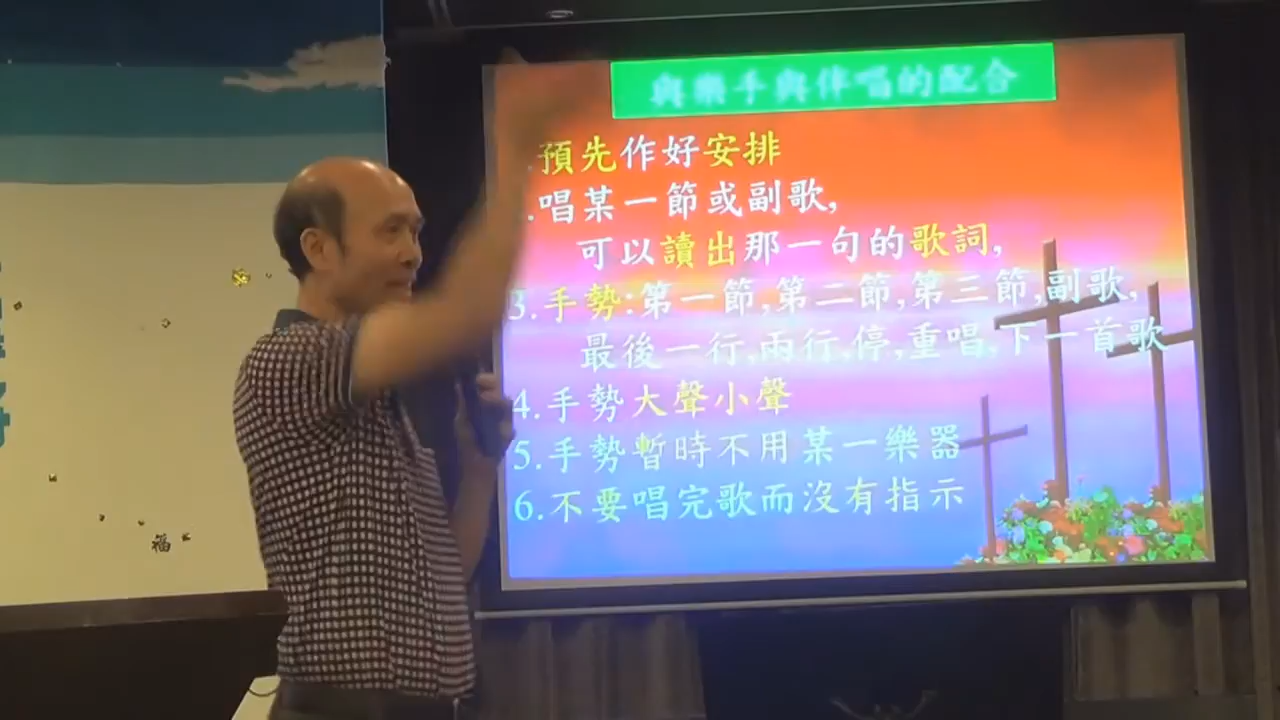 與樂手與伴唱的配合
.預先作好安排
.唱某一節或副歌,
可以讀出那一句的歌詞,
3.手勢:第一節,第二節,第三節,副歌,
最後一行,兩行,停,重唱,下一首歌
4.手勢大聲小聲
5.手勢暫時不用某一樂器
6.不要唱完歌而沒有指示
福